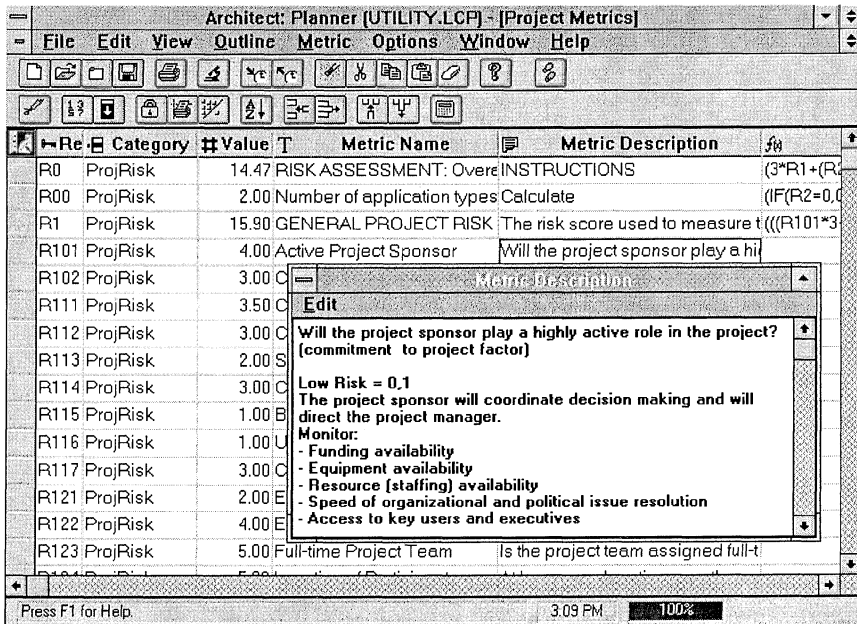 Architect: Planner (UTILITY.LCP) - [Project Metrics]
File Edit View Outline Metric Options Window Help
Re Category Value T Metric Name Metric Description f(x)
R0 ProjRisk 14.47 RISK ASSESSMENT: Overa INSTRUCTIONS (3*R1+(R2
R00 ProjRisk 2.00 Number of application types Calculate (IF(R2=0,0
R1 ProjRisk 15.90 GENERAL PROJECT RISK The risk score used to measure t (((R101*3
R101 ProjRisk 4.00 Active Project Sponsor Will the project sponsor play a hi
R102 ProjRisk 3.00 C
R111 ProjRisk 3.50 C
R112 ProjRisk 3.00 C
R113 ProjRisk 2.00 S
R114 ProjRisk 3.00 C
R115 ProjRisk 1.00 B
R116 ProjRisk 1.00 U
R117 ProjRisk 3.00 C
R121 ProjRisk 2.00 E
R122 ProjRisk 4.00 E
R123 ProjRisk 5.00 Full-time Project Team Is the project team assigned full-t
Metric Description
Edit
Will the project sponsor play a highly active role in the project?
(commitment to project factor)
Low Risk = 0,1
The project sponsor will coordinate decision making and will
direct the project manager.
Monitor:
- Funding availability
- Equipment availability
- Resource (staffing) availability
- Speed of organizational and political issue resolution
- Access to key users and executives
Press F1 for Help. 3:09 PM 100%